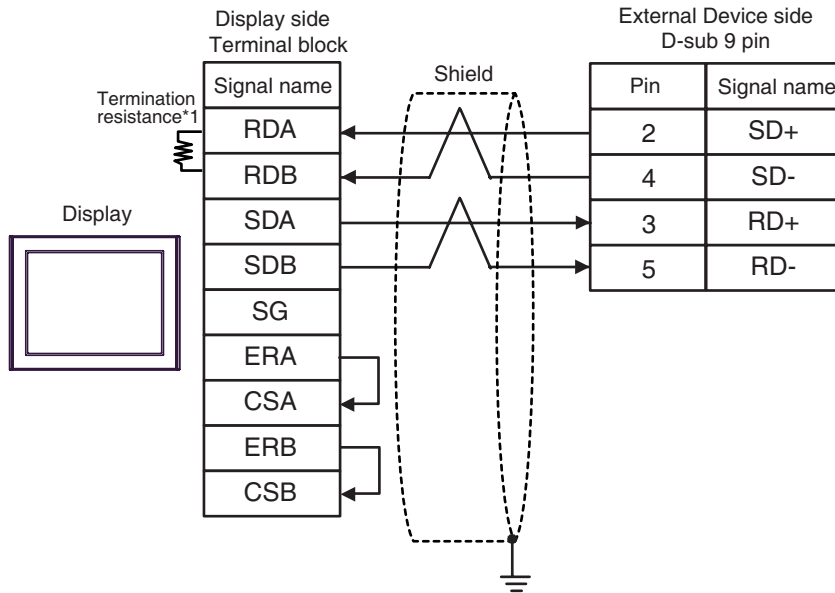 Display side
Terminal block
External Device side
D-sub 9 pin
Termination
resistance*1
Shield
Display
Signal name
RDA
RDB
SDA
SDB
SG
ERA
CSA
ERB
CSB
Pin Signal name
2 SD+
4 SD-
3 RD+
5 RD-